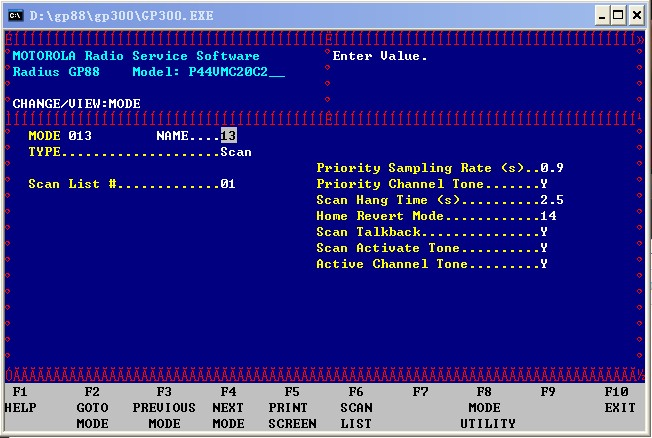 D:\gp88\gp300\GP300.EXE
MOTOROLA Radio Service Software
Radius GP88 Model: P44VMC20C2__
Enter Value.
CHANGE/VIEW:MODE
MODE 013 NAME....13
TYPE....................Scan
Scan List #.............01
Priority Sampling Rate (s)..0.9
Priority Channel Tone.......Y
Scan Hang Time (s)..........2.5
Home Revert Mode............14
Scan Talkback...............Y
Scan Activate Tone..........Y
Active Channel Tone.........Y
F1 F2 F3 F4 F5 F6 F7 F8 F9 F10
HELP GOTO PREVIOUS NEXT PRINT SCAN MODE EXIT
MODE MODE MODE SCREEN LIST UTILITY